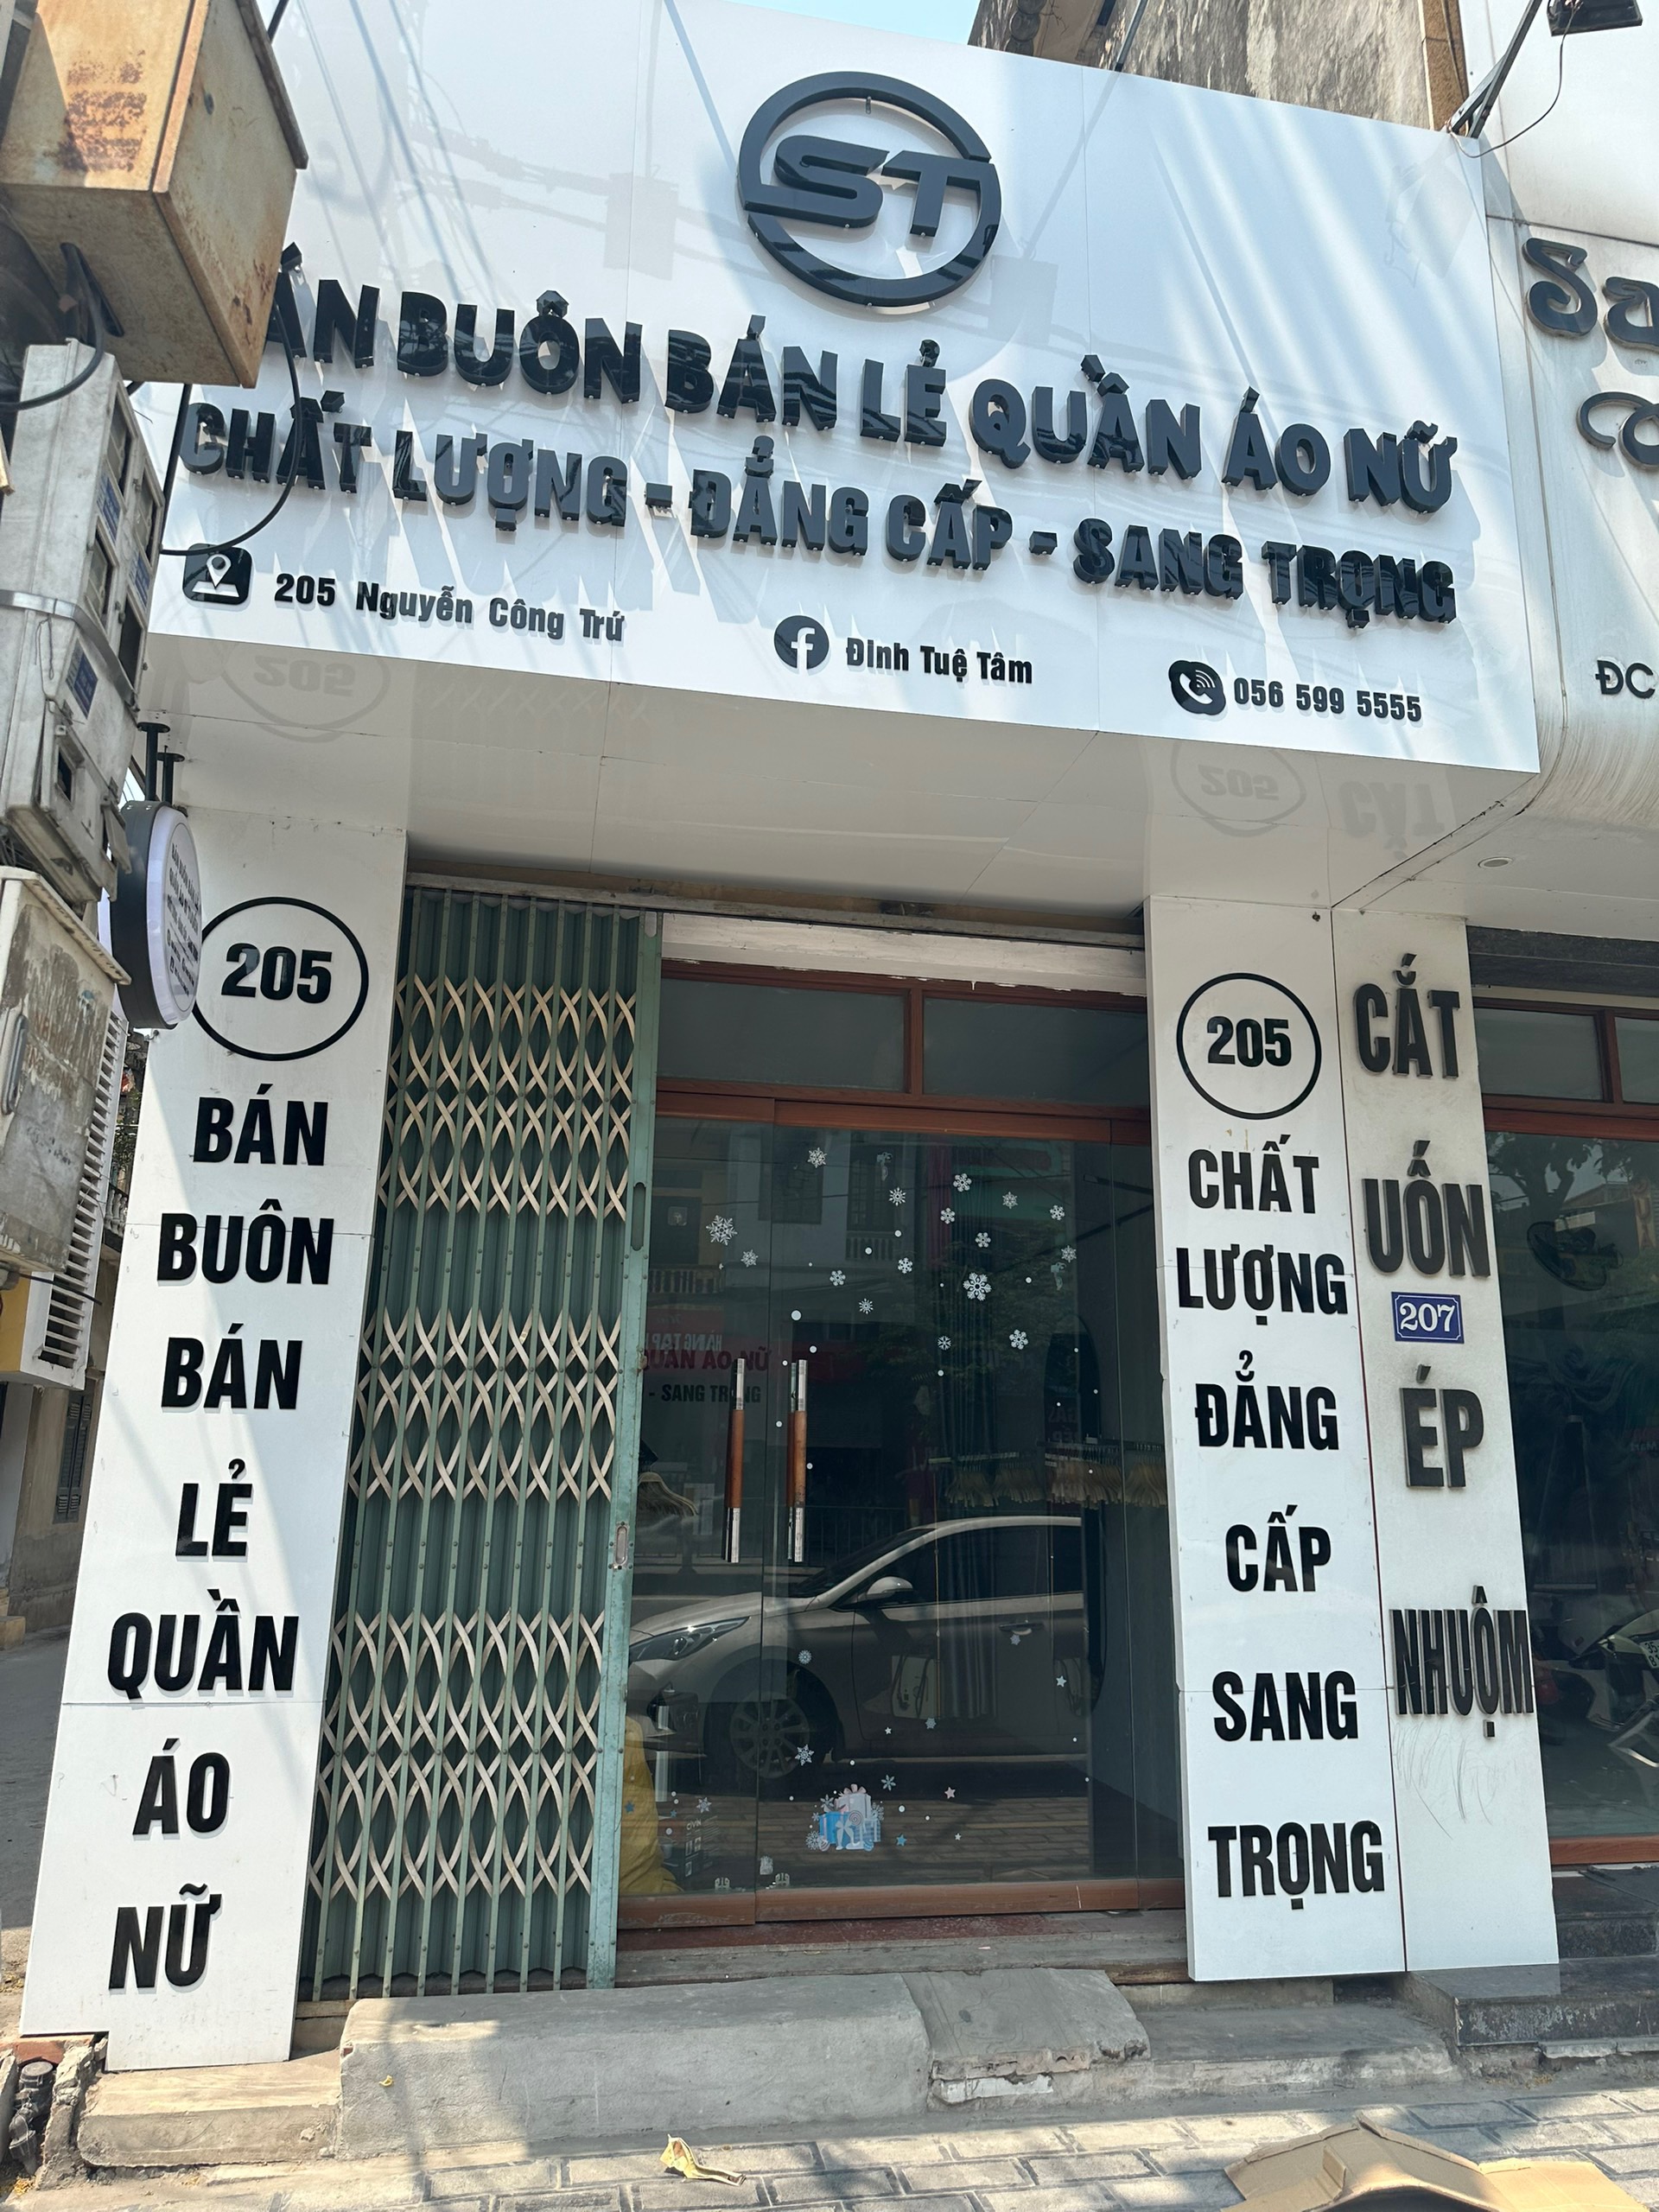 ST
BUÔN BÁN LẺ QUẦN ÁO NỮ
CHẤT LƯỢNG - ĐẲNG CẤP - SANG TRỌNG
205 Nguyễn Công Trứ
Đinh Tuệ Tâm
056 599 5555
ĐC
205
BÁN
BUÔN
BÁN
LẺ
QUẦN
ÁO
NỮ
205
CHẤT
LƯỢNG
ĐẲNG
CẤP
SANG
TRỌNG
CẮT
UỐN
207
ÉP
NHUỘM